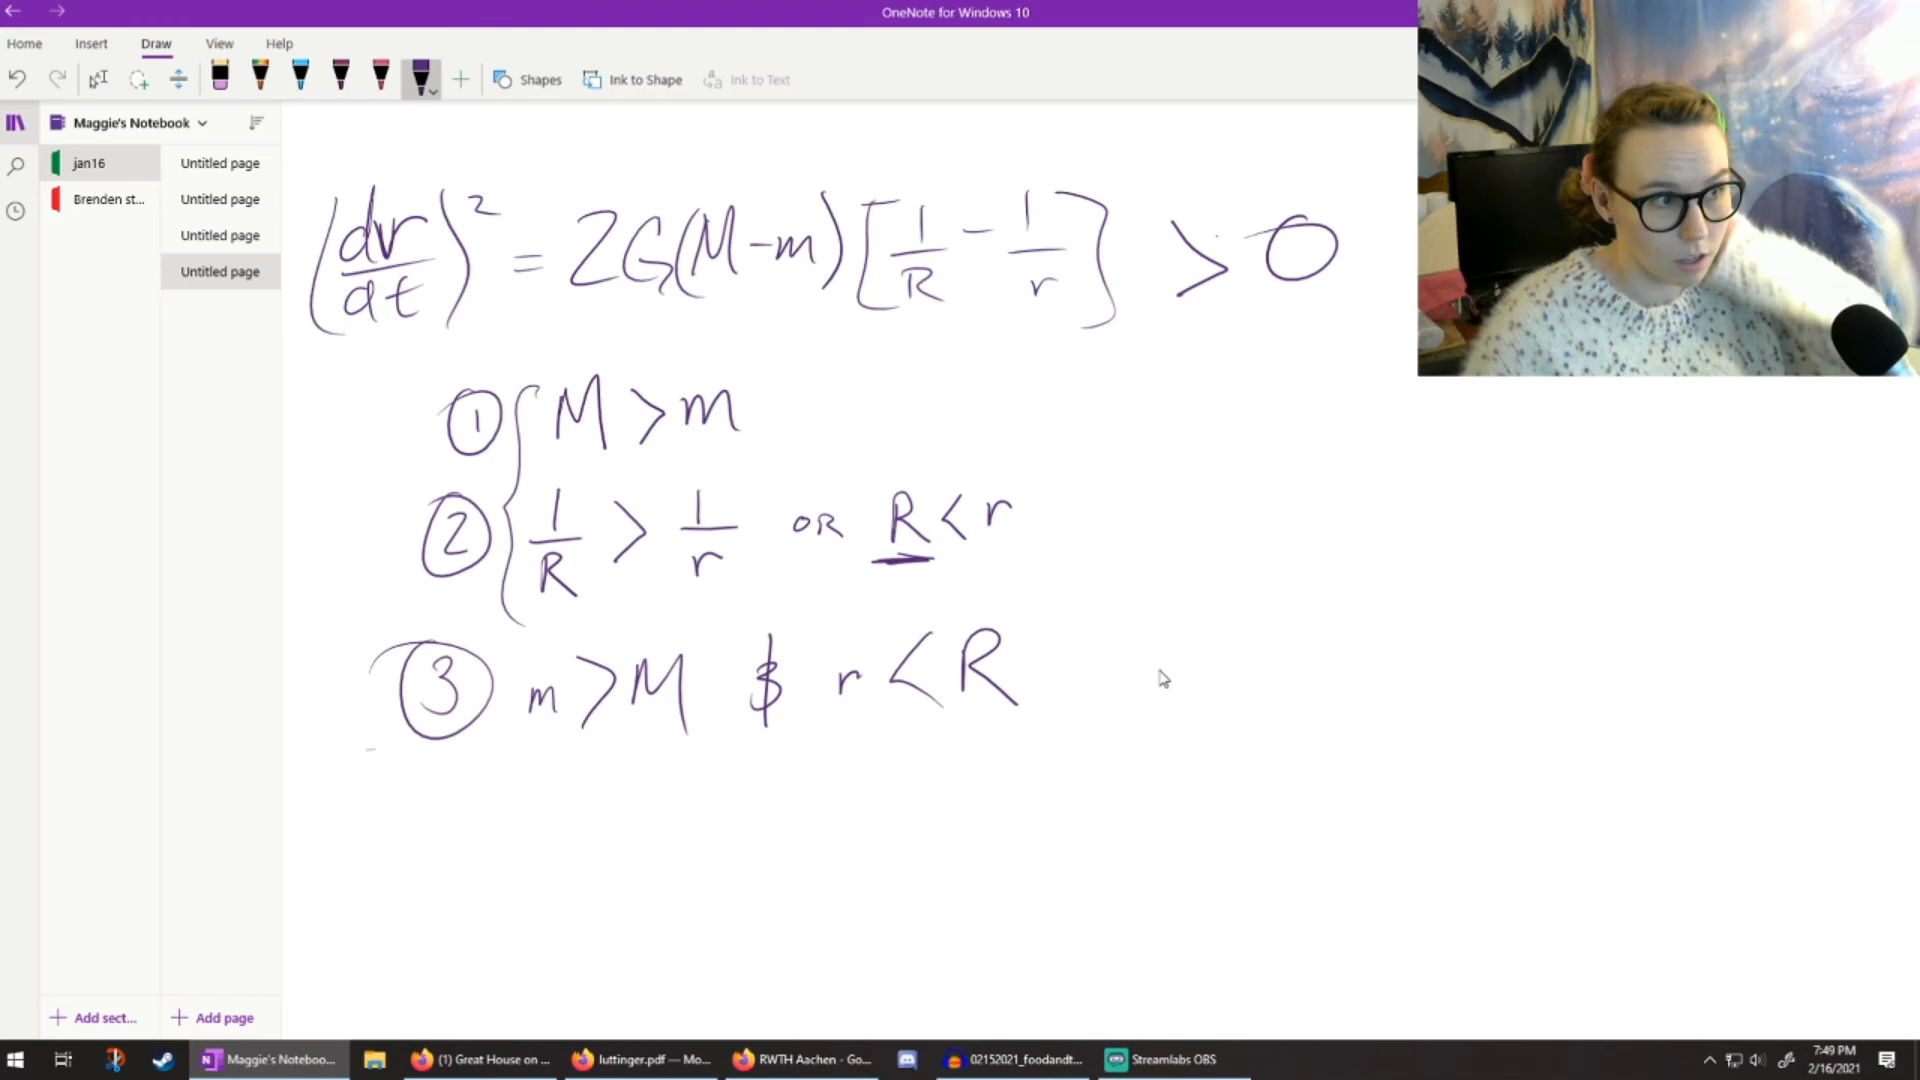 OneNote for Windows 10
Home Insert Draw View Help
Shapes Ink to Shape Ink to Text
Maggie's Notebook
jan16
Brenden st...
Untitled page
Untitled page
Untitled page
Untitled page
(dr/dt)² = 2G(M-m)[1/R - 1/r] > 0
① M > m
② 1/R > 1/r OR R < r
③ m > M & r < R
Add sect... Add page
Maggie's Noteboo... (1) Great House on ... luttinger.pdf — Mo... RWTH Aachen - Go... 02152021_foodandt... Streamlabs OBS
7:49 PM
2/16/2021